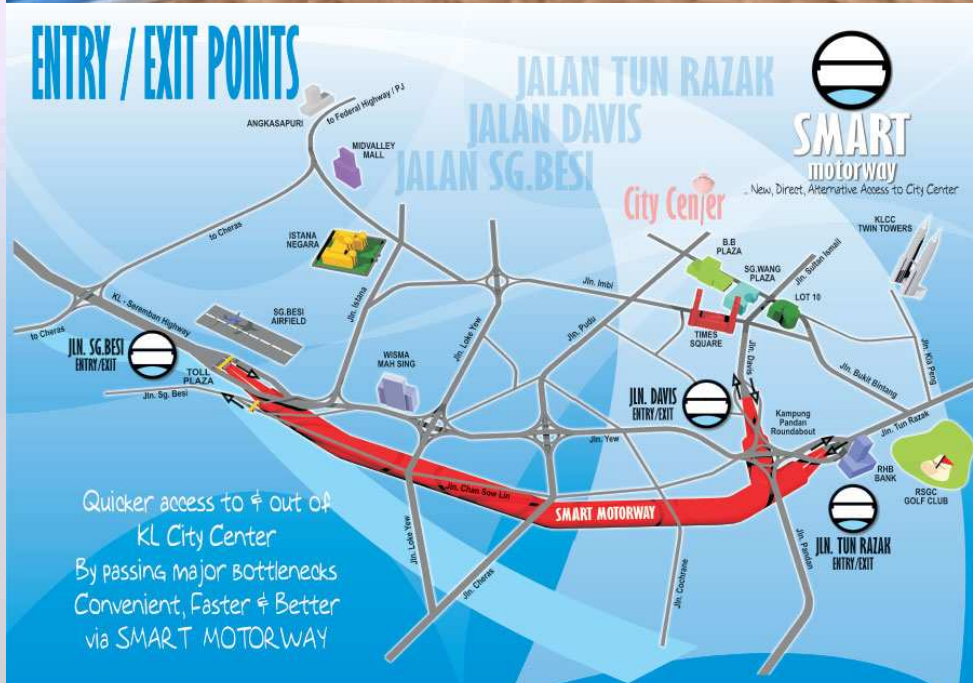 ENTRY / EXIT POINTS
JALAN TUN RAZAK
JALAN DAVIS
JALAN SG.BESI
SMART
motorway
... New, Direct, Alternative Access to City Center
City Center
ANGKASAPURI
to Federal Highway / PJ
MIDVALLEY
MALL
to Cheras
ISTANA
NEGARA
KLCC
TWIN TOWERS
B.B
PLAZA
SG.WANG
PLAZA
Jln. Sultan Ismail
LOT 10
Jln. Imbi
TIMES
SQUARE
KL - Seremban Highway
to Cheras
SG.BESI
AIRFIELD
Jln. Istana
Jln. Loke Yew
Jln. Pudu
Jln. Davis
Jln. Bukit Bintang
Jln. Kia Peng
JLN. SG.BESI
ENTRY/EXIT
TOLL
PLAZA
Jln. Sg. Besi
WISMA
MAH SING
JLN. DAVIS
ENTRY/EXIT
Kampung
Pandan
Roundabout
Jln. Tun Razak
Jln. Yew
RHB
BANK
RSGC
GOLF CLUB
Jln. Chan Sow Lin
SMART MOTORWAY
JLN. TUN RAZAK
ENTRY/EXIT
Jln. Loke Yew
Jln. Cheras
Jln. Cochrane
Jln. Pandan
Quicker access to & out of
KL City Center
By passing major bottlenecks
Convenient, Faster & Better
via SMART MOTORWAY